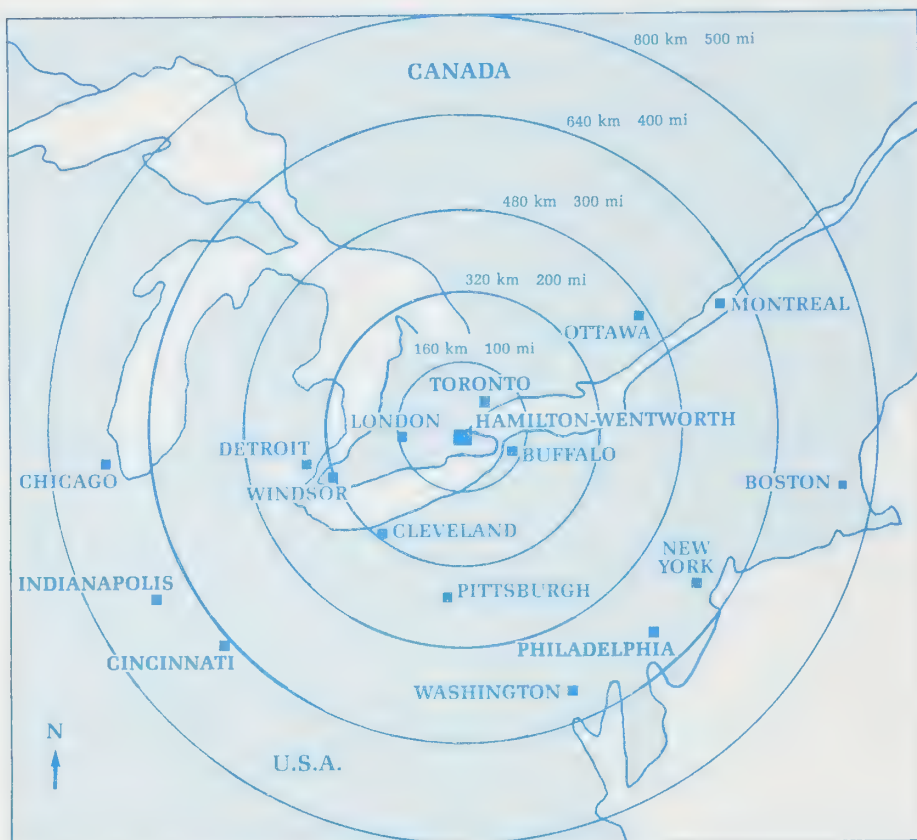 800 km 500 mi
CANADA
640 km 400 mi
480 km 300 mi
320 km 200 mi
MONTREAL
OTTAWA
160 km 100 mi
TORONTO
HAMILTON-WENTWORTH
LONDON
DETROIT
BUFFALO
CHICAGO
WINDSOR
BOSTON
CLEVELAND
NEW
YORK
INDIANAPOLIS
PITTSBURGH
PHILADELPHIA
CINCINNATI
WASHINGTON
N
U.S.A.